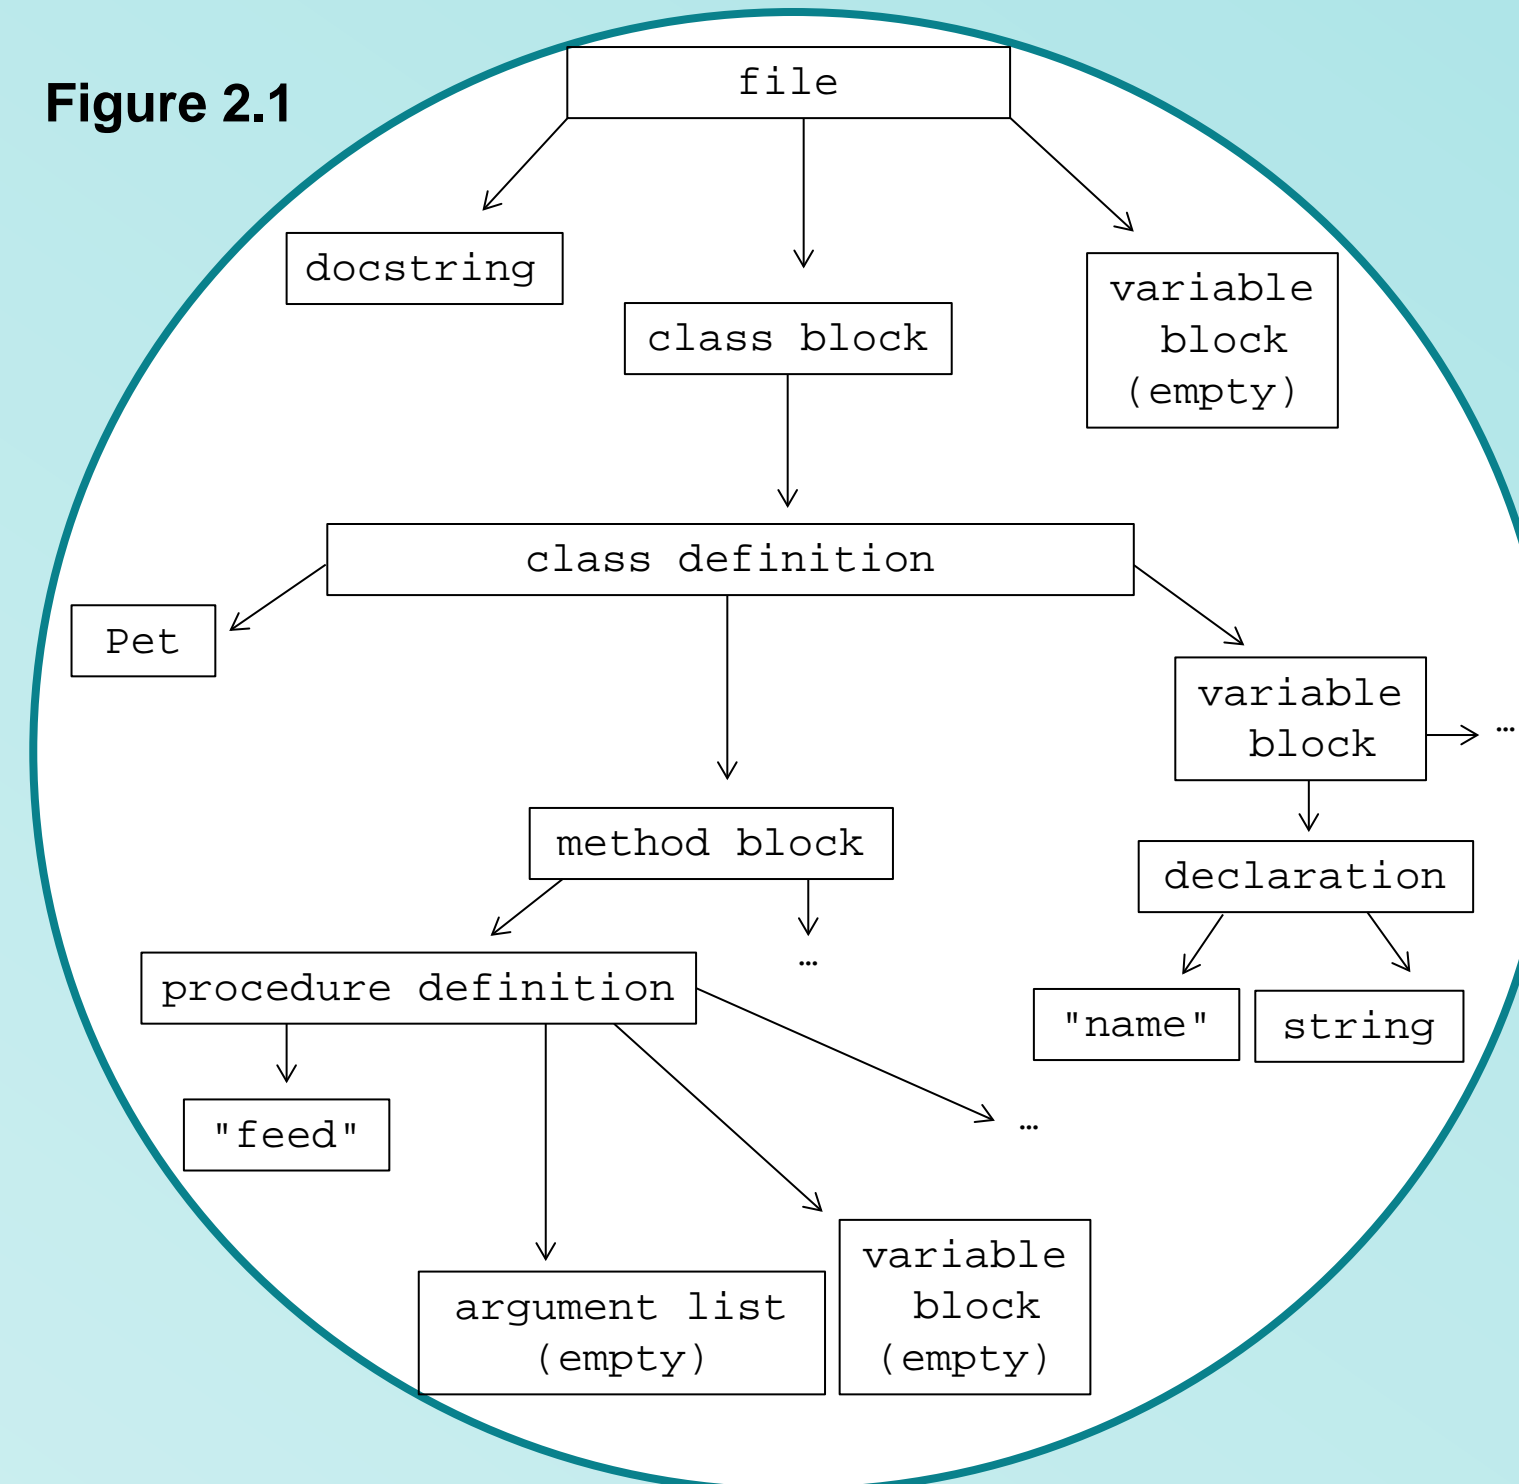 Figure 2.1
file
docstring
class block
variable
block
(empty)
class definition
Pet
variable
block
…
method block
declaration
…
procedure definition
"name"
string
"feed"
…
argument list
(empty)
variable
block
(empty)